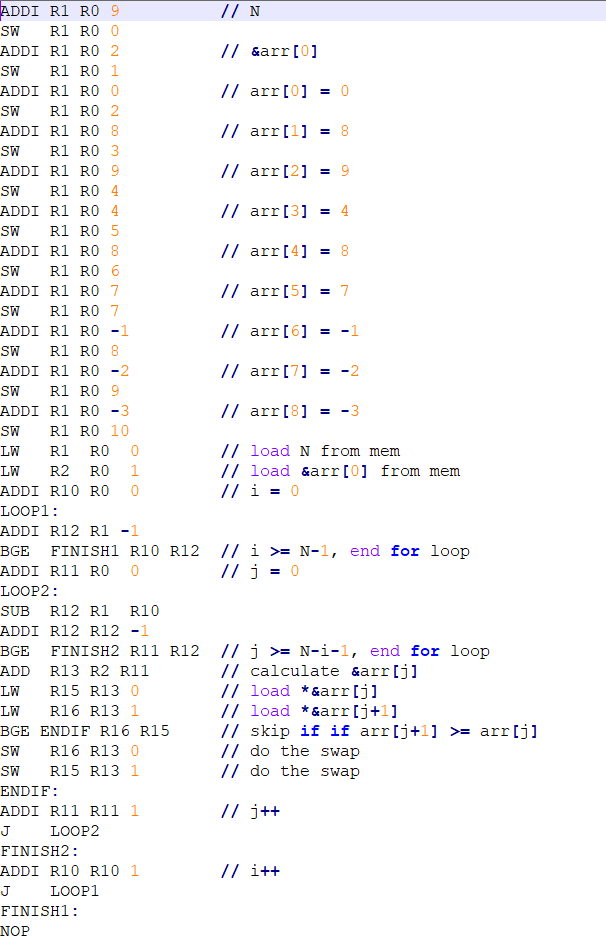 ADDI R1 R0 9 // N
SW R1 R0 0
ADDI R1 R0 2 // &arr[0]
SW R1 R0 1
ADDI R1 R0 0 // arr[0] = 0
SW R1 R0 2
ADDI R1 R0 8 // arr[1] = 8
SW R1 R0 3
ADDI R1 R0 9 // arr[2] = 9
SW R1 R0 4
ADDI R1 R0 4 // arr[3] = 4
SW R1 R0 5
ADDI R1 R0 8 // arr[4] = 8
SW R1 R0 6
ADDI R1 R0 7 // arr[5] = 7
SW R1 R0 7
ADDI R1 R0 -1 // arr[6] = -1
SW R1 R0 8
ADDI R1 R0 -2 // arr[7] = -2
SW R1 R0 9
ADDI R1 R0 -3 // arr[8] = -3
SW R1 R0 10
LW R1 R0 0 // load N from mem
LW R2 R0 1 // load &arr[0] from mem
ADDI R10 R0 0 // i = 0
LOOP1:
ADDI R12 R1 -1
BGE FINISH1 R10 R12 // i >= N-1, end for loop
ADDI R11 R0 0 // j = 0
LOOP2:
SUB R12 R1 R10
ADDI R12 R12 -1
BGE FINISH2 R11 R12 // j >= N-i-1, end for loop
ADD R13 R2 R11 // calculate &arr[j]
LW R15 R13 0 // load *&arr[j]
LW R16 R13 1 // load *&arr[j+1]
BGE ENDIF R16 R15 // skip if if arr[j+1] >= arr[j]
SW R16 R13 0 // do the swap
SW R15 R13 1 // do the swap
ENDIF:
ADDI R11 R11 1 // j++
J LOOP2
FINISH2:
ADDI R10 R10 1 // i++
J LOOP1
FINISH1:
NOP